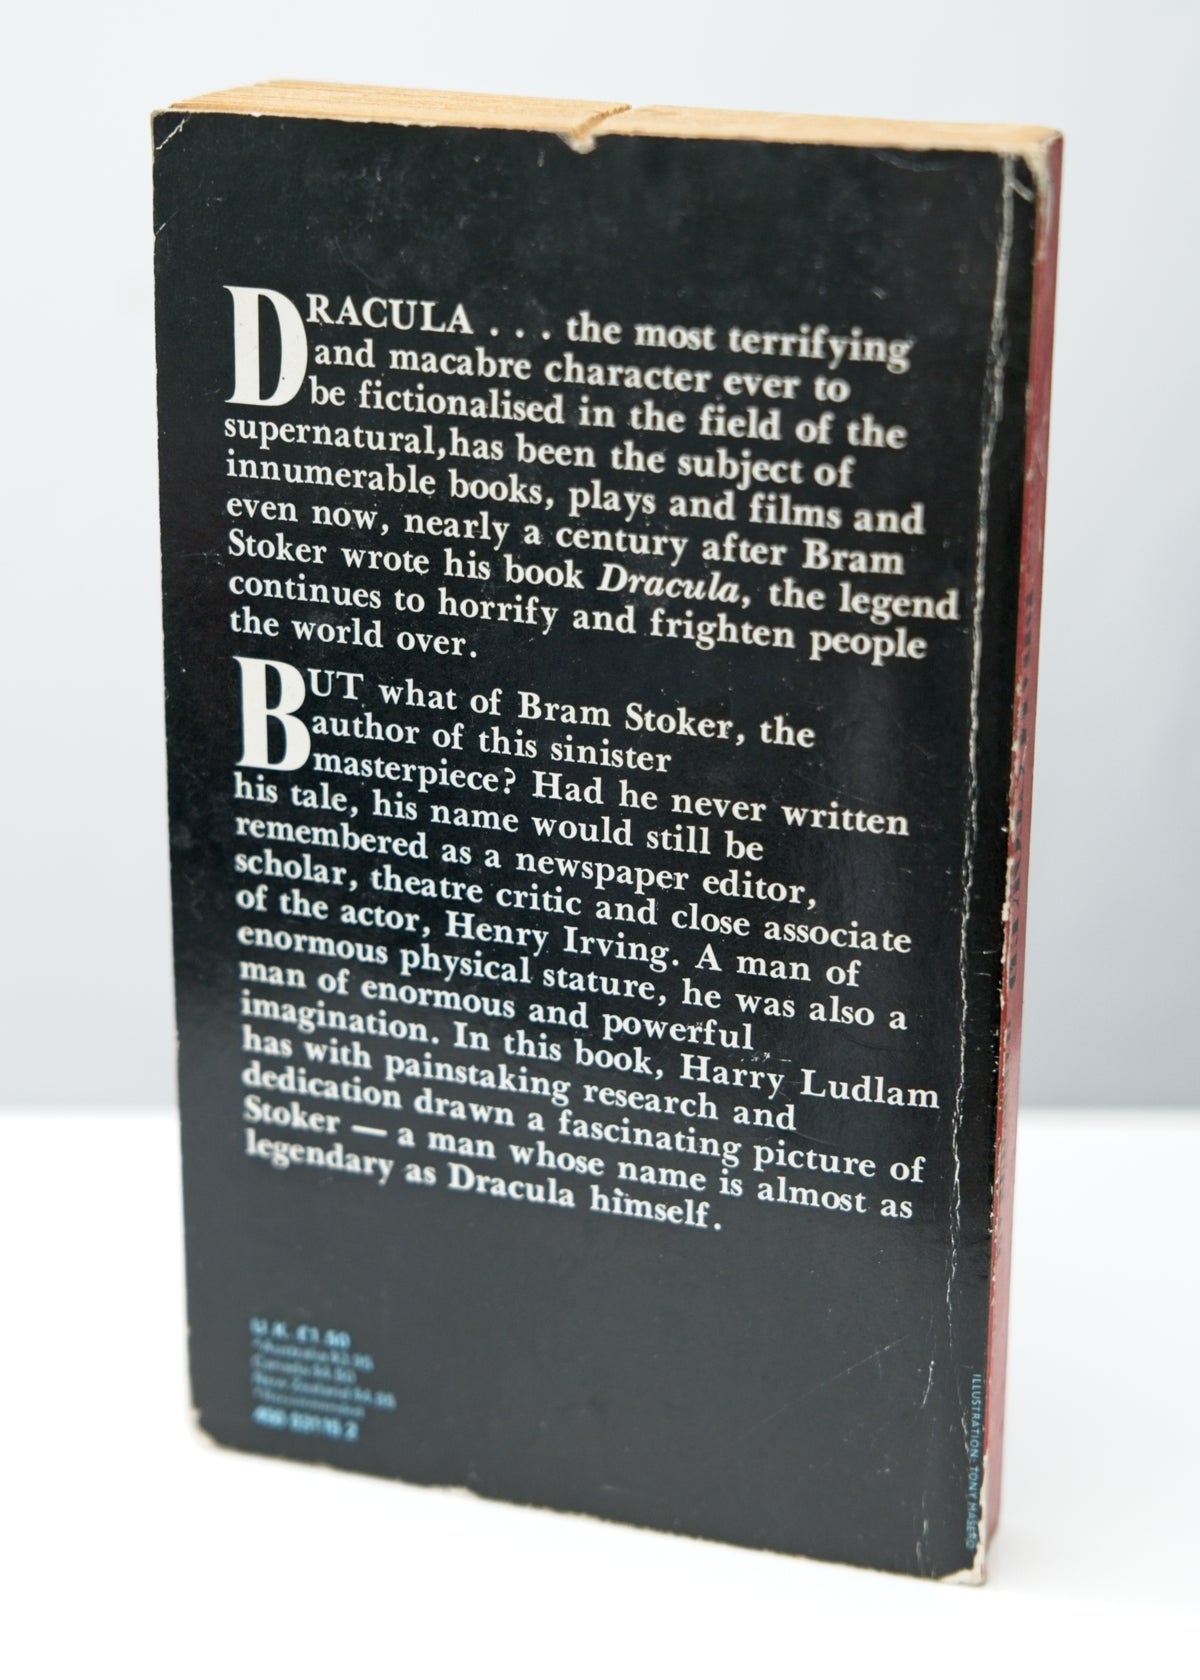 DRACULA . . . the most terrifying
and macabre character ever to
be fictionalised in the field of the
supernatural,has been the subject of
innumerable books, plays and films and
even now, nearly a century after Bram
Stoker wrote his book Dracula, the legend
continues to horrify and frighten people
the world over.
BUT what of Bram Stoker, the
author of this sinister
masterpiece? Had he never written
his tale, his name would still be
remembered as a newspaper editor,
scholar, theatre critic and close associate
of the actor, Henry Irving. A man of
enormous physical stature, he was also a
man of enormous and powerful
imagination. In this book, Harry Ludlam
has with painstaking research and
dedication drawn a fascinating picture of
Stoker — a man whose name is almost as
legendary as Dracula himself.
U.K. £1.50
Canada
New Zealand
ILLUSTRATION: TONY MASERO